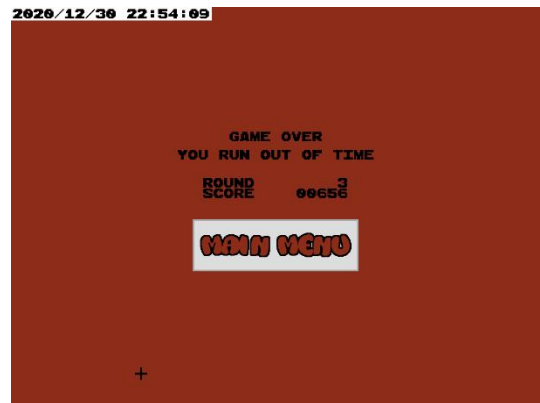 2020/12/30 22:54:09
GAME OVER
YOU RUN OUT OF TIME
ROUND 3
SCORE 00656
MAIN MENU